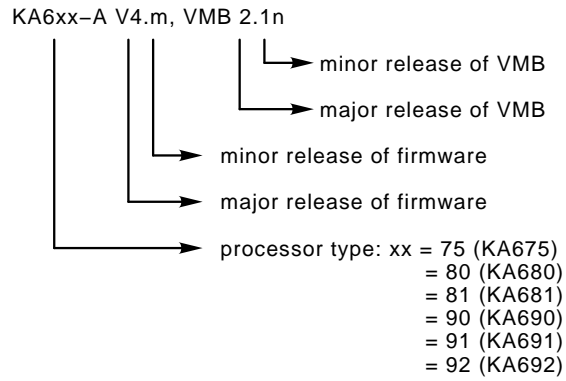 KA6xx–A V4.m, VMB 2.1n
minor release of VMB
major release of VMB
minor release of firmware
major release of firmware
processor type: xx = 75 (KA675)
= 80 (KA680)
= 81 (KA681)
= 90 (KA690)
= 91 (KA691)
= 92 (KA692)